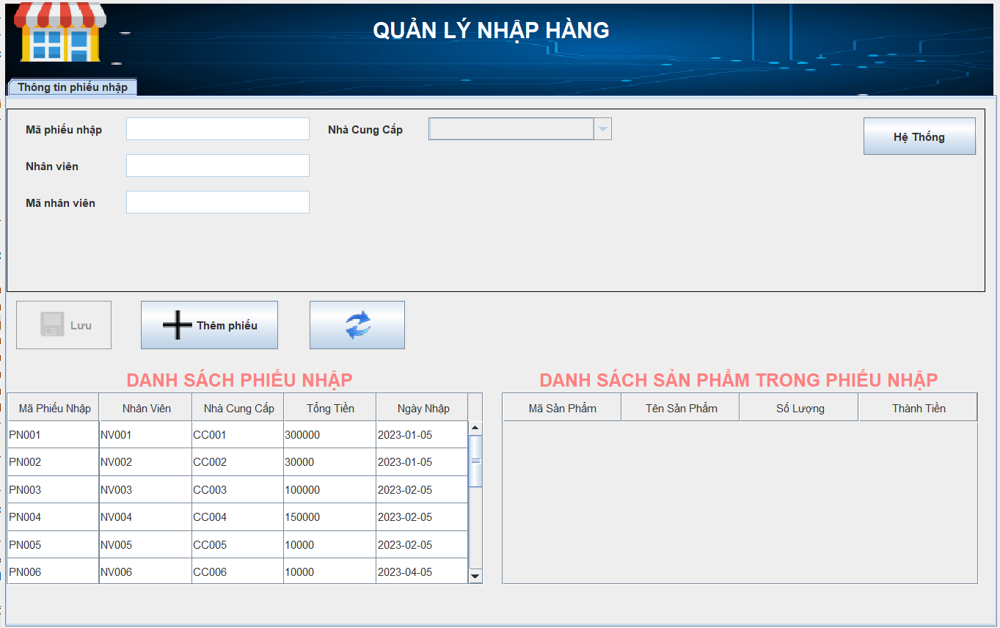 QUẢN LÝ NHẬP HÀNG
Thông tin phiếu nhập
Mã phiếu nhập
Nhà Cung Cấp
Hệ Thống
Nhân viên
Mã nhân viên
Lưu
Thêm phiếu
DANH SÁCH PHIẾU NHẬP
Mã Phiếu Nhập Nhân Viên Nhà Cung Cấp Tổng Tiền Ngày Nhập
PN001 NV001 CC001 300000 2023-01-05
PN002 NV002 CC002 30000 2023-01-05
PN003 NV003 CC003 100000 2023-02-05
PN004 NV004 CC004 150000 2023-02-05
PN005 NV005 CC005 10000 2023-02-05
PN006 NV006 CC006 10000 2023-04-05
DANH SÁCH SẢN PHẨM TRONG PHIẾU NHẬP
Mã Sản Phẩm Tên Sản Phẩm Số Lượng Thành Tiền